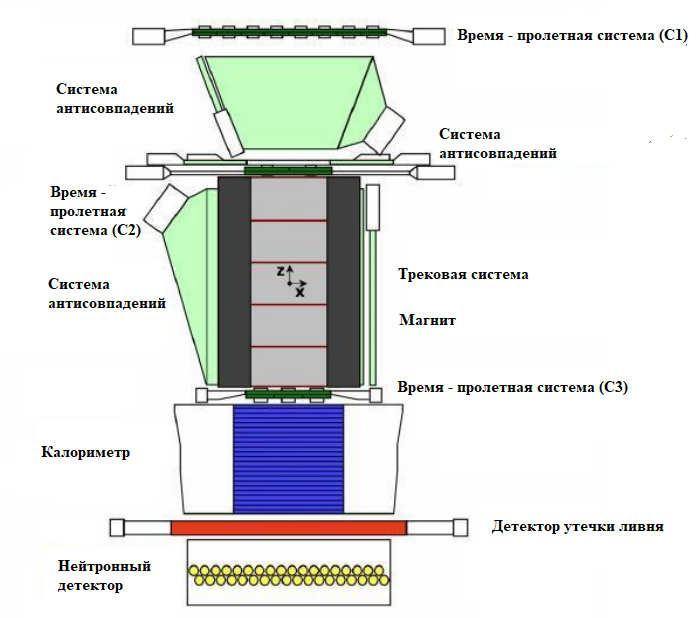 Время - пролетная система (С1)
Система
антисовпадений
Система
антисовпадений
Время -
пролетная
система (С2)
Z
X
Система
антисовпадений
Трековая система
Магнит
Время - пролетная система (С3)
Калориметр
Детектор утечки ливня
Нейтронный
детектор